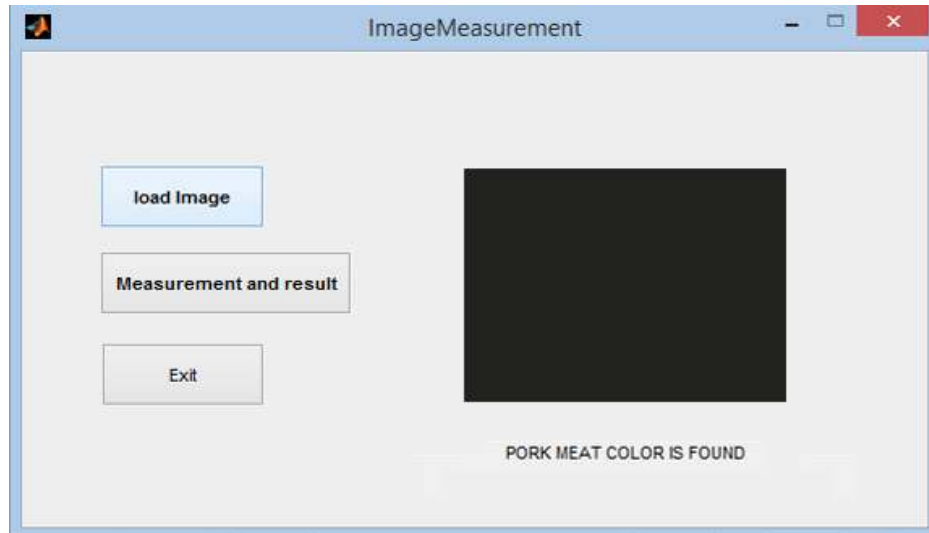 ImageMeasurement
load Image
Measurement and result
Exit
PORK MEAT COLOR IS FOUND